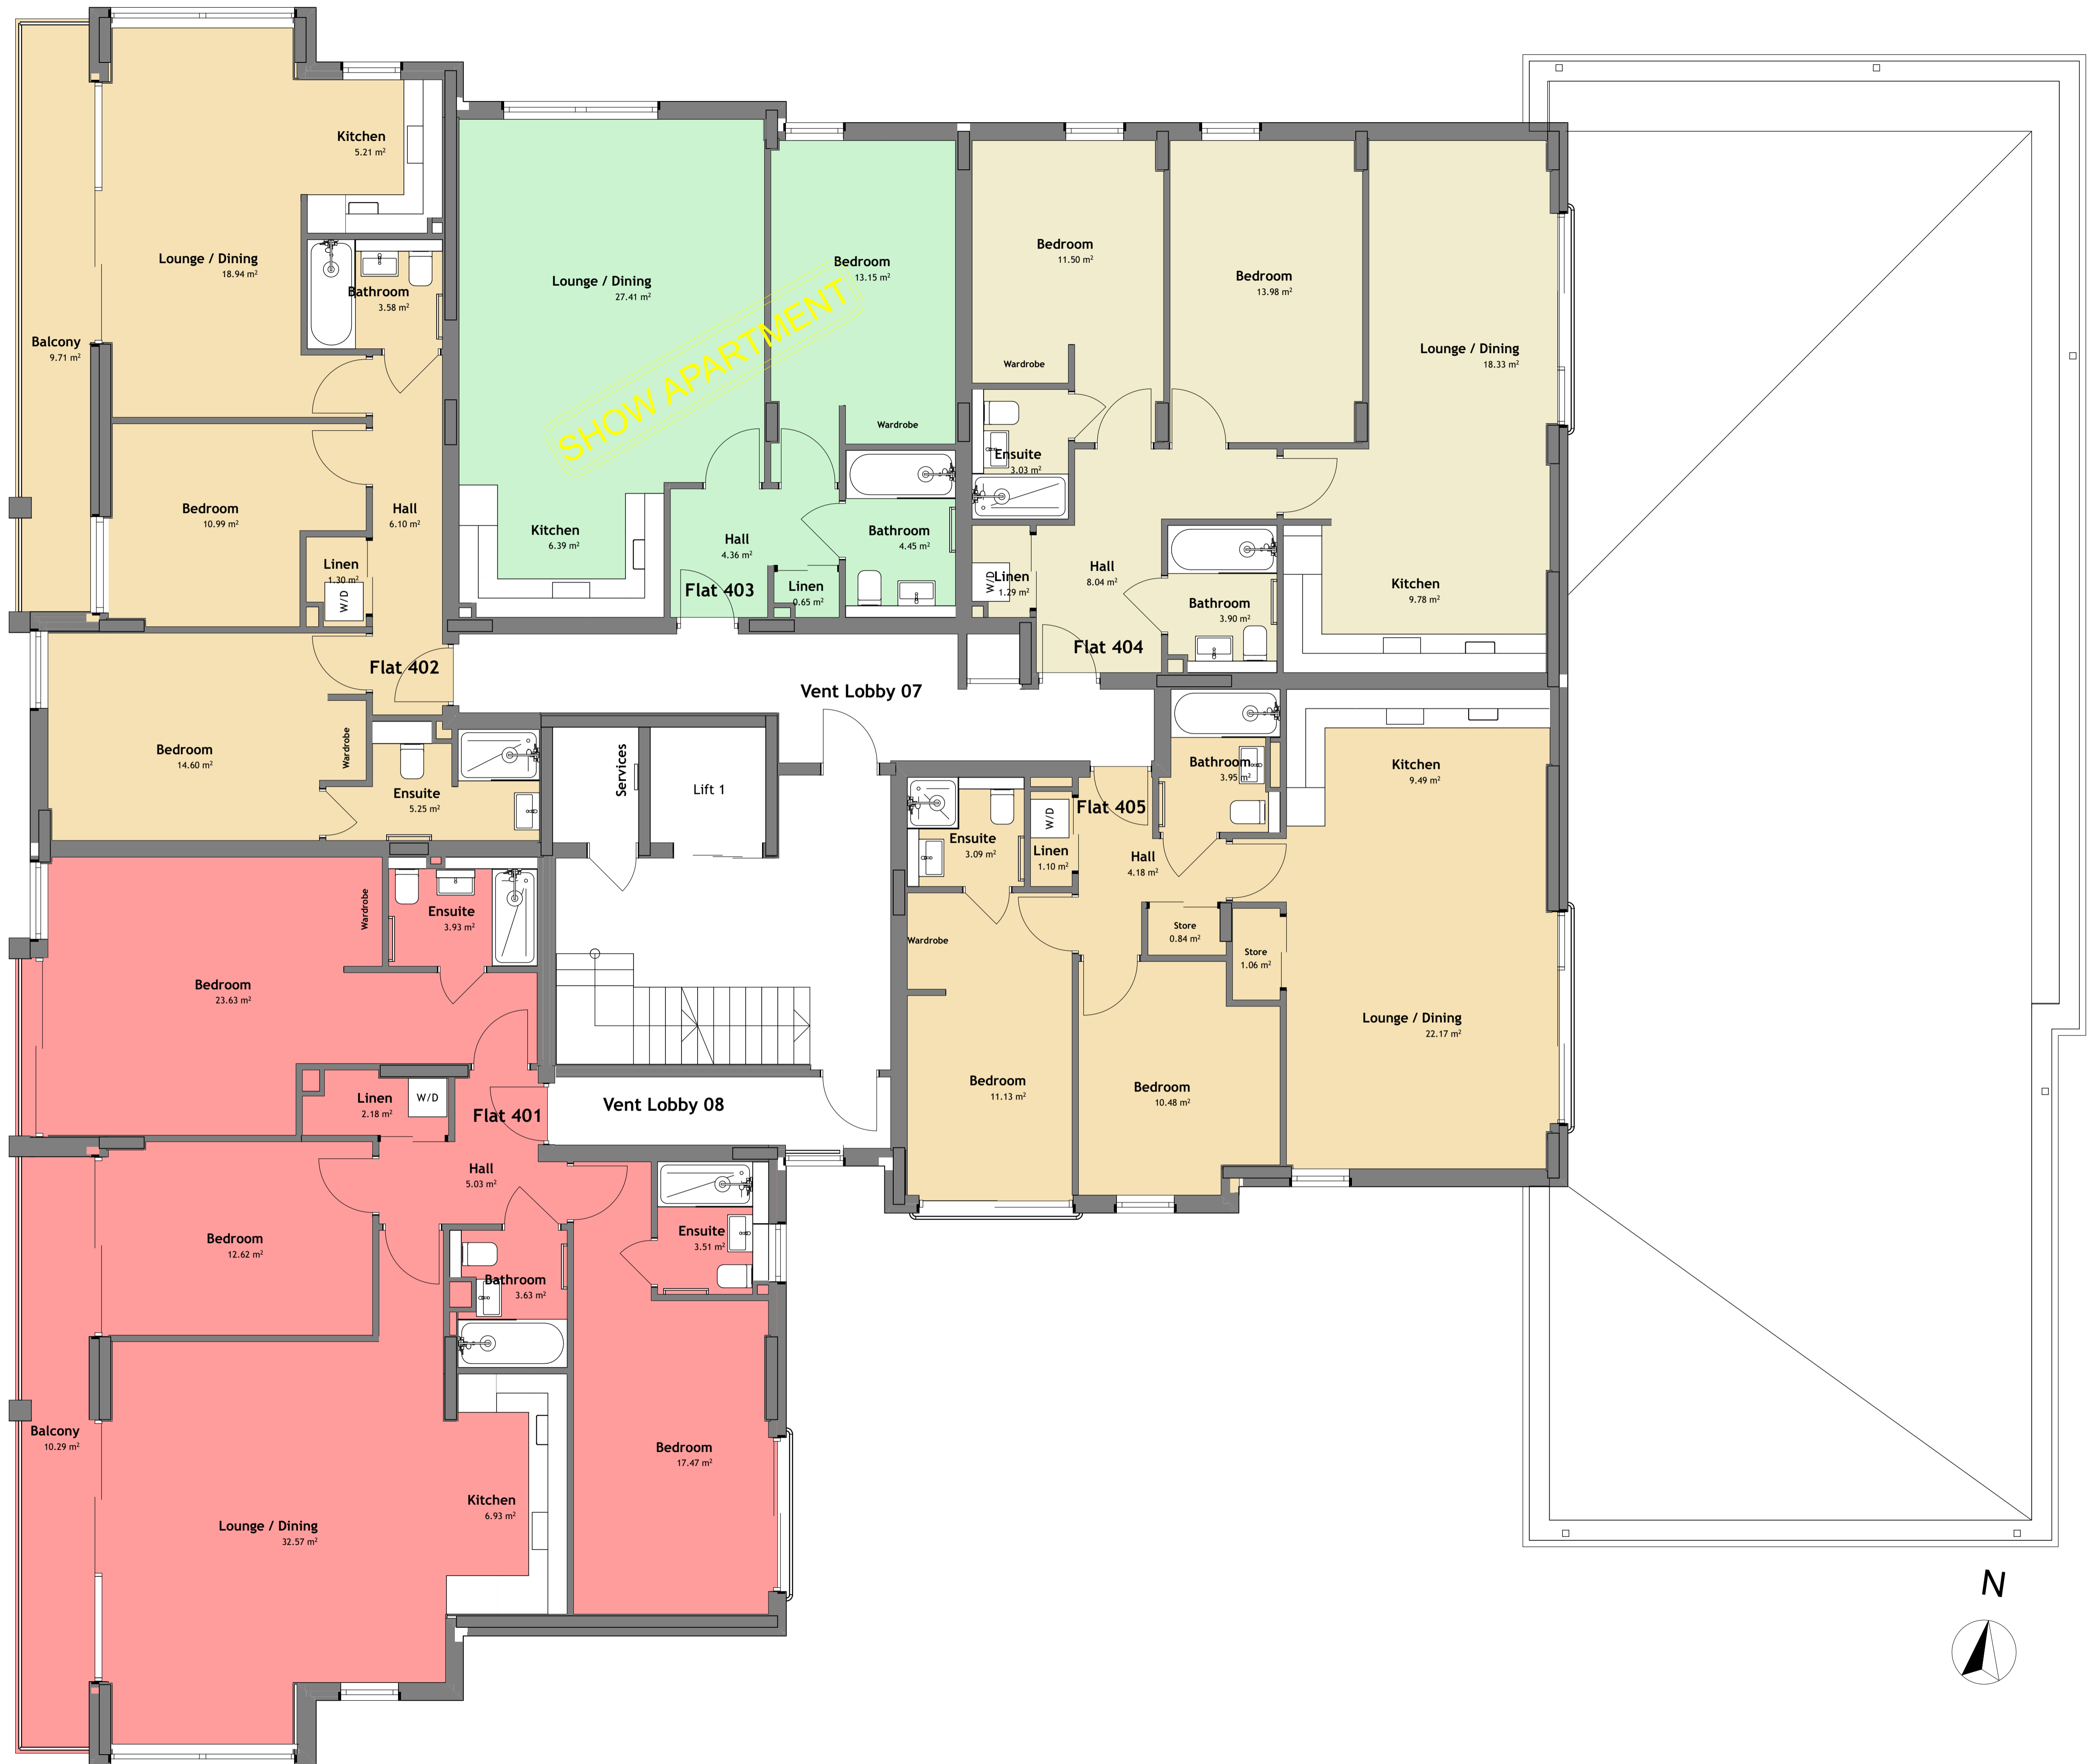 Kitchen
5.21 m²
Lounge / Dining
18.94 m²
Bathroom
3.58 m²
Balcony
9.71 m²
Bedroom
10.99 m²
Hall
6.10 m²
Linen
1.30 m²
W/D
Flat 402
Bedroom
14.60 m²
Wardrobe
Ensuite
5.25 m²
Lounge / Dining
27.41 m²
Bedroom
13.15 m²
SHOW APARTMENT
Wardrobe
Kitchen
6.39 m²
Hall
4.36 m²
Bathroom
4.45 m²
Flat 403
Linen
0.65 m²
Bedroom
11.50 m²
Wardrobe
Bedroom
13.98 m²
Lounge / Dining
18.33 m²
Ensuite
3.03 m²
Hall
8.04 m²
Linen
1.29 m²
W/D
Bathroom
3.90 m²
Kitchen
9.78 m²
Flat 404
Vent Lobby 07
Services
Lift 1
Bathroom
3.95 m²
Kitchen
9.49 m²
Flat 405
W/D
Ensuite
3.09 m²
Linen
1.10 m²
Hall
4.18 m²
Store
0.84 m²
Store
1.06 m²
Wardrobe
Lounge / Dining
22.17 m²
Bedroom
11.13 m²
Bedroom
10.48 m²
Wardrobe
Ensuite
3.93 m²
Bedroom
23.63 m²
Linen
2.18 m²
W/D
Flat 401
Vent Lobby 08
Hall
5.03 m²
Bedroom
12.62 m²
Ensuite
3.51 m²
Bathroom
3.63 m²
Balcony
10.29 m²
Bedroom
17.47 m²
Kitchen
6.93 m²
Lounge / Dining
32.57 m²
N